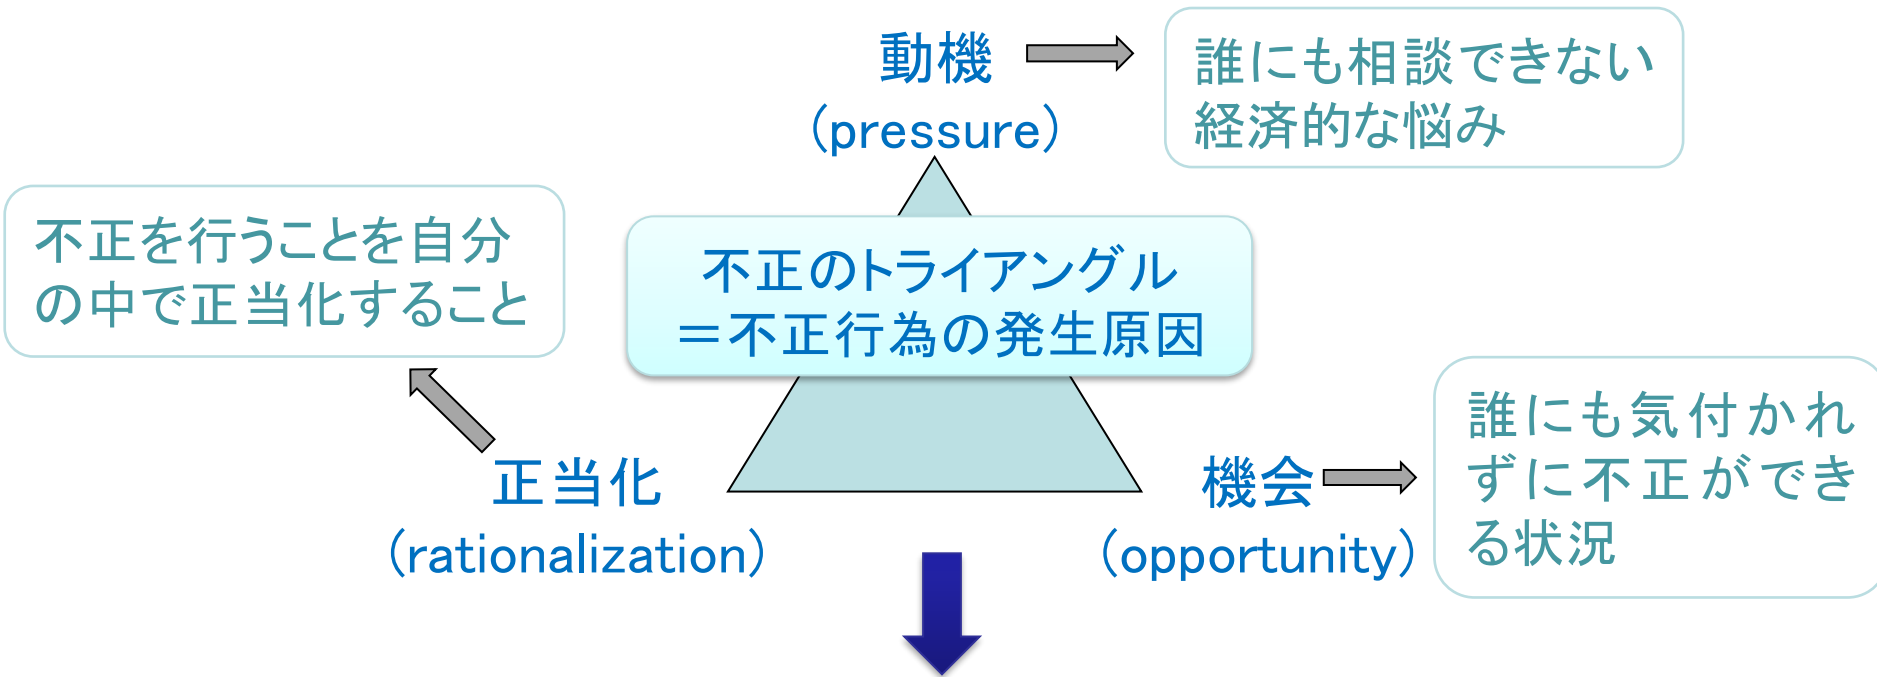 動機
（pressure）
誰にも相談できない
経済的な悩み
不正を行うことを自分
の中で正当化すること
不正のトライアングル
＝不正行為の発生原因
正当化
（rationalization）
機会
（opportunity）
誰にも気付かれ
ずに不正ができ
る状況